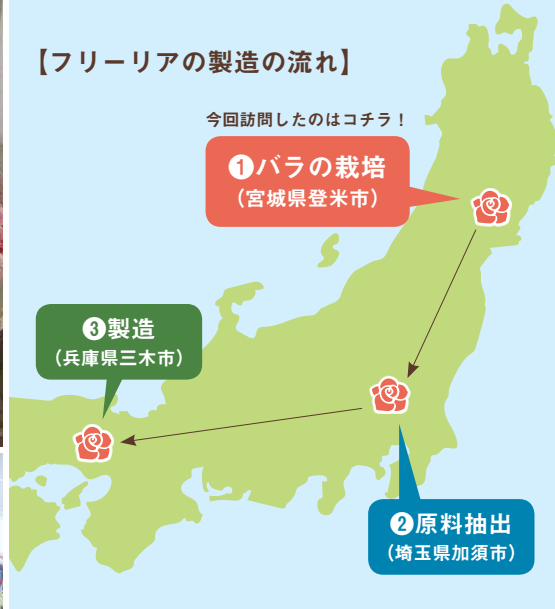 【フリーリアの製造の流れ】
今回訪問したのはコチラ！
❶バラの栽培
（宮城県登米市）
❸製造
（兵庫県三木市）
❷原料抽出
（埼玉県加須市）